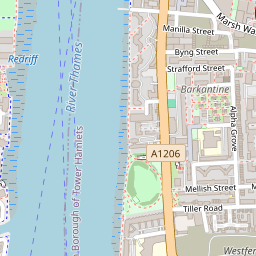 Manilla Street
Marsh Wa
Byng Street
Redriff
Strafford Street
River Thames
Barkantine
Alpha Grove
A1206
Borough of Tower Hamlets
Mellish Street
Tiller Road
Westfer